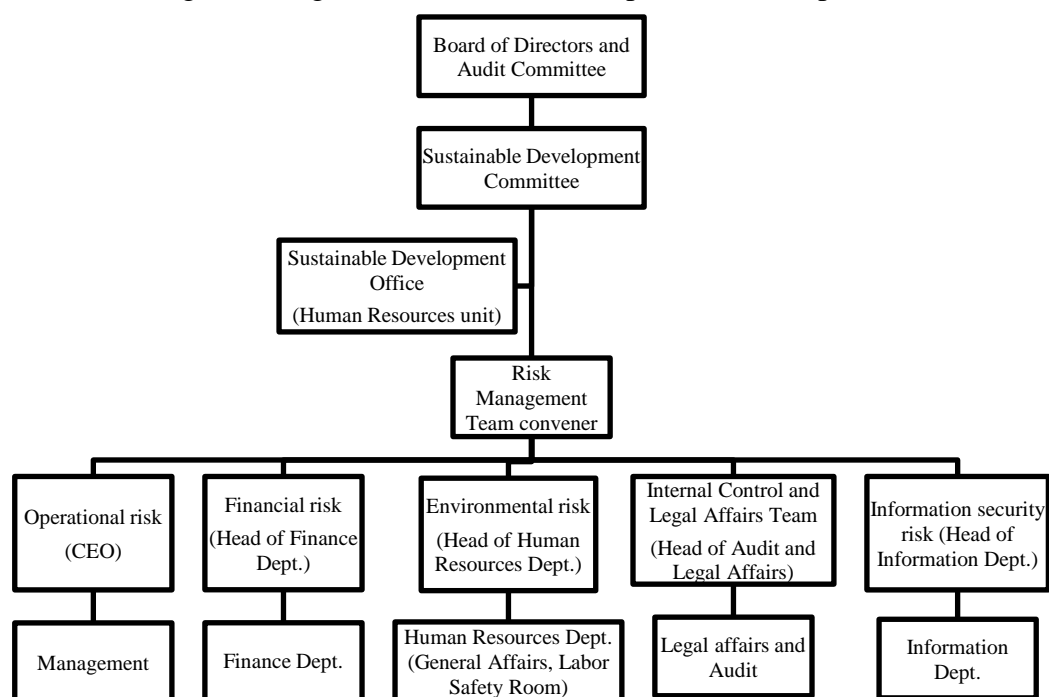 Board of Directors and
Audit Committee
Sustainable Development
Committee
Sustainable Development
Office
(Human Resources unit)
Risk
Management
Team convener
Operational risk
(CEO)
Financial risk
(Head of Finance
Dept.)
Environmental risk
(Head of Human
Resources Dept.)
Internal Control and
Legal Affairs Team
(Head of Audit and
Legal Affairs)
Information security
risk (Head of
Information Dept.)
Management
Finance Dept.
Human Resources Dept.
(General Affairs, Labor
Safety Room)
Legal affairs and
Audit
Information
Dept.